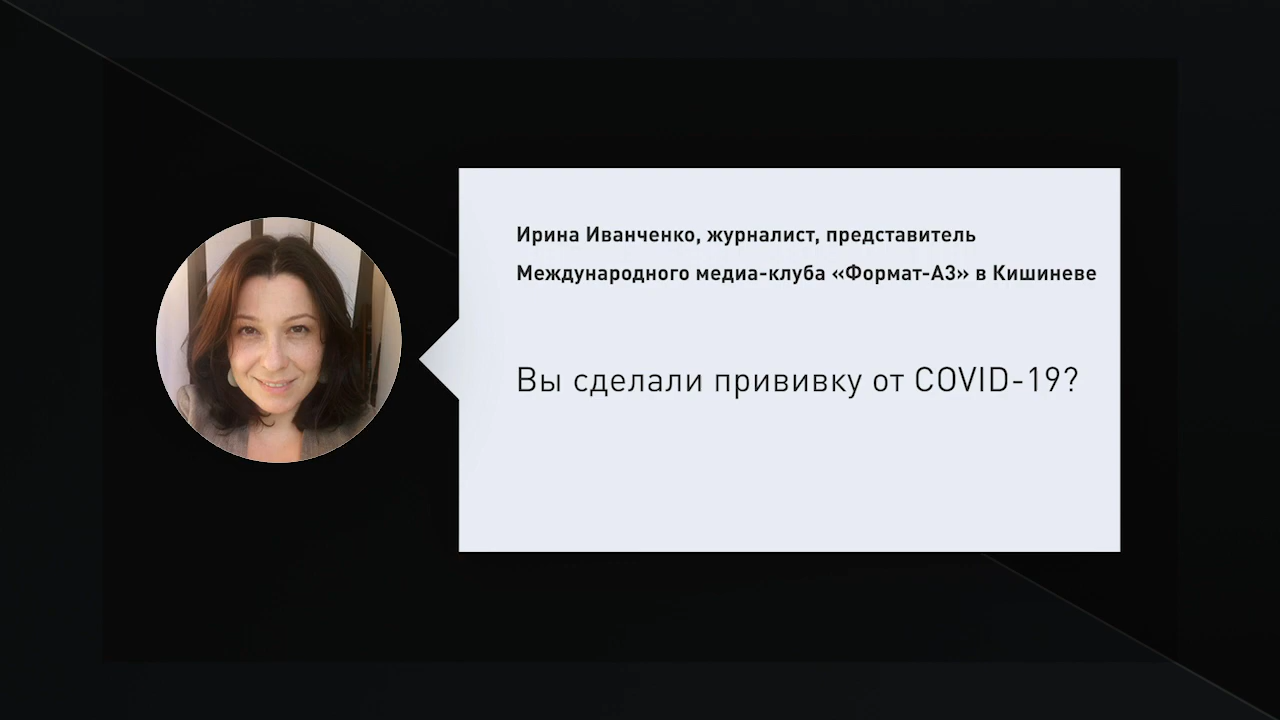 Ирина Иванченко, журналист, представитель
Международного медиа-клуба «Формат-А3» в Кишиневе
Вы сделали прививку от COVID-19?